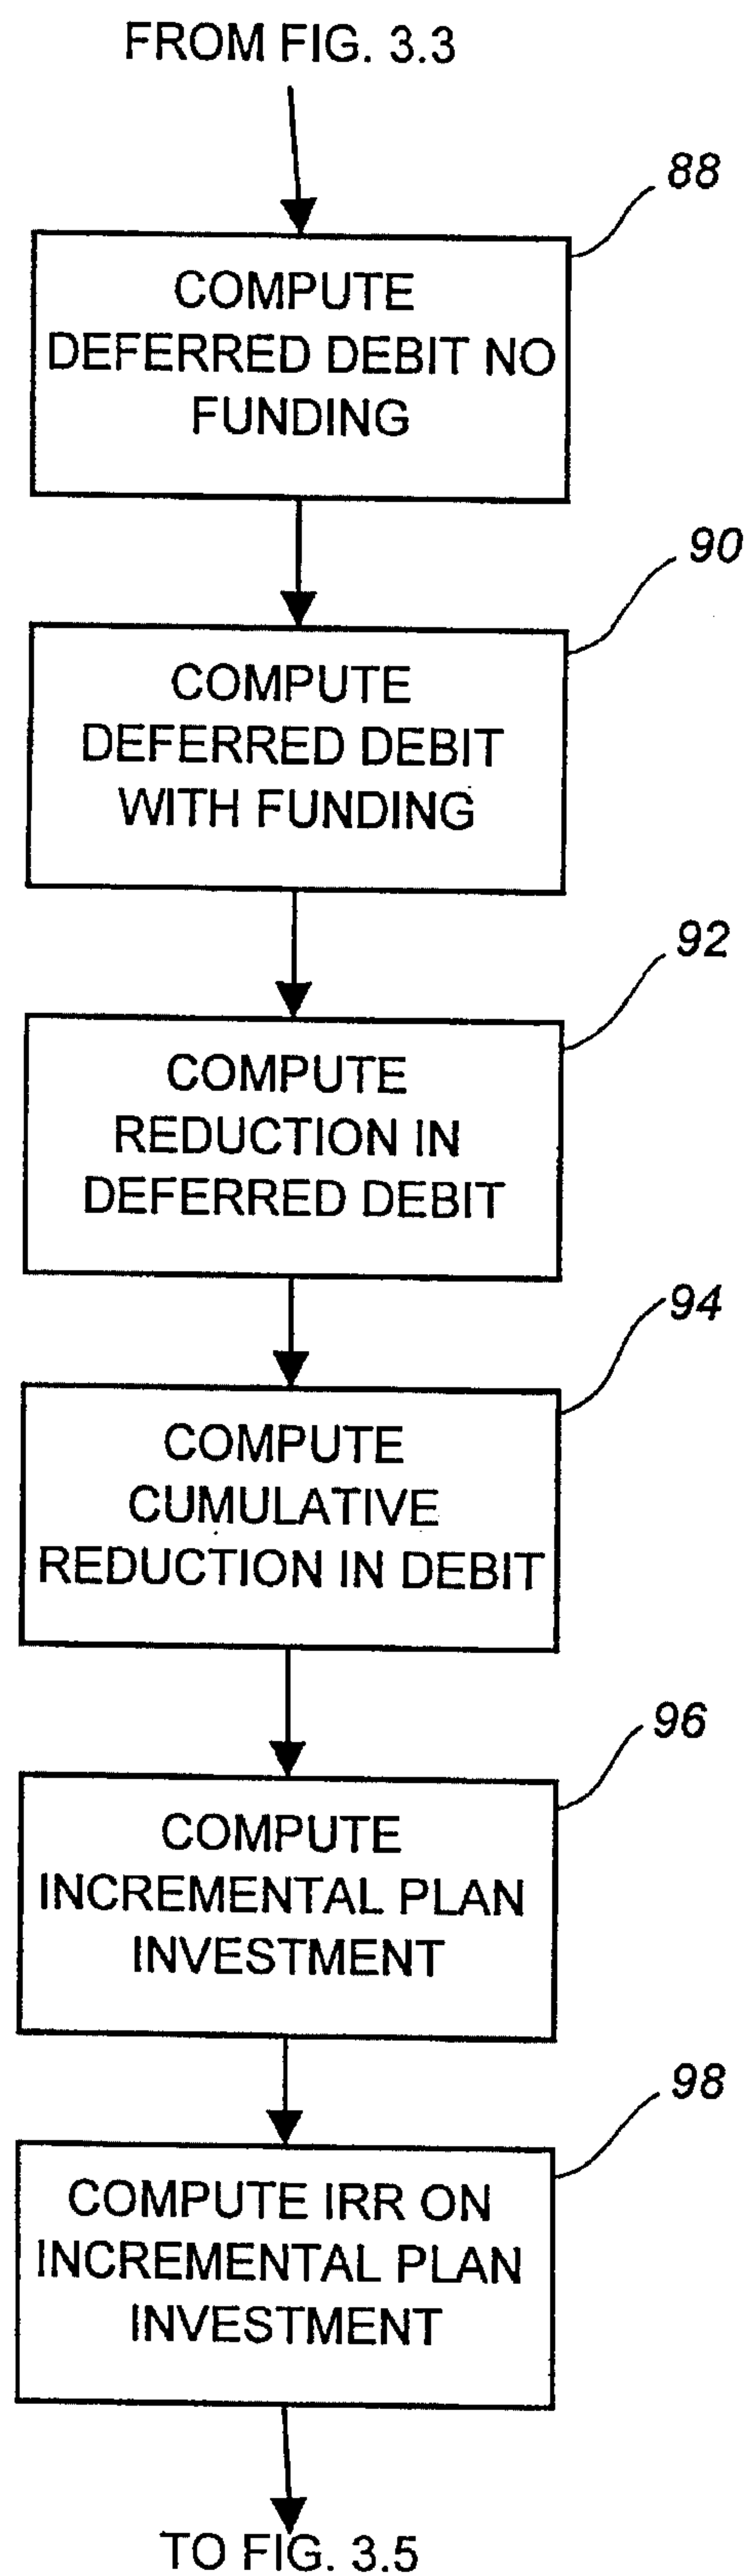 FROM FIG. 3.3
88
COMPUTE
DEFERRED DEBIT NO
FUNDING
90
COMPUTE
DEFERRED DEBIT
WITH FUNDING
92
COMPUTE
REDUCTION IN
DEFERRED DEBIT
94
COMPUTE
CUMULATIVE
REDUCTION IN DEBIT
96
COMPUTE
INCREMENTAL PLAN
INVESTMENT
98
COMPUTE IRR ON
INCREMENTAL PLAN
INVESTMENT
TO FIG. 3.5